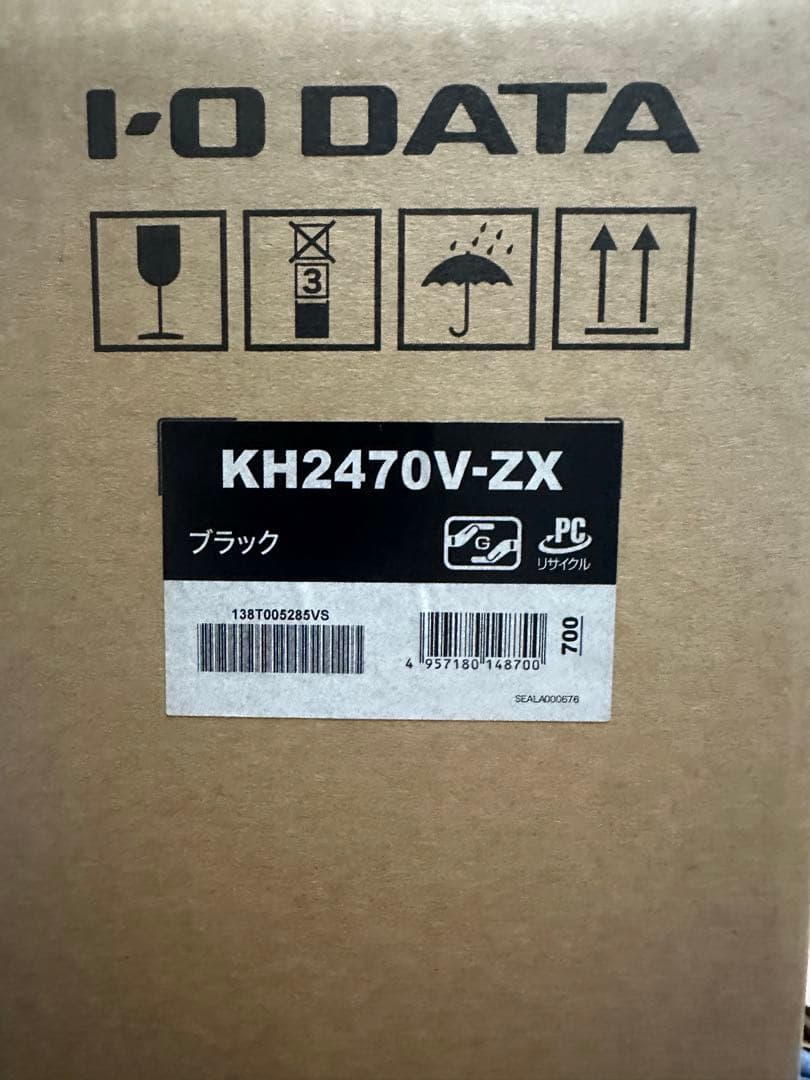 I-O DATA
3
KH2470V-ZX
ブラック
G
PC
リサイクル
138T005285VS
4 957180 148700
700
SEALA000676